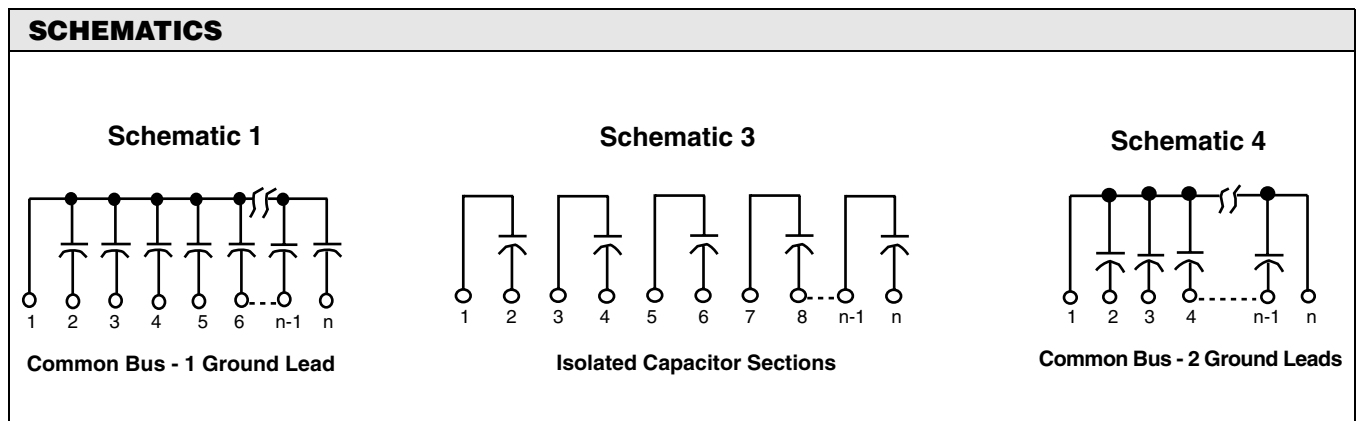 SCHEMATICS
Schematic 1
1 2 3 4 5 6 n-1 n
Common Bus - 1 Ground Lead
Schematic 3
1 2 3 4 5 6 7 8 n-1 n
Isolated Capacitor Sections
Schematic 4
1 2 3 4 n-1 n
Common Bus - 2 Ground Leads